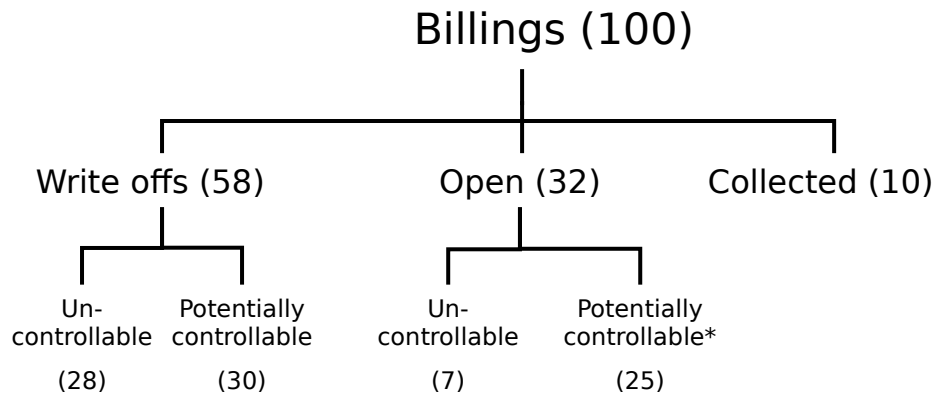 Billings (100)
Write offs (58)
Open (32)
Collected (10)
Un-
controllable
(28)
Potentially
controllable
(30)
Un-
controllable
(7)
Potentially
controllable*
(25)